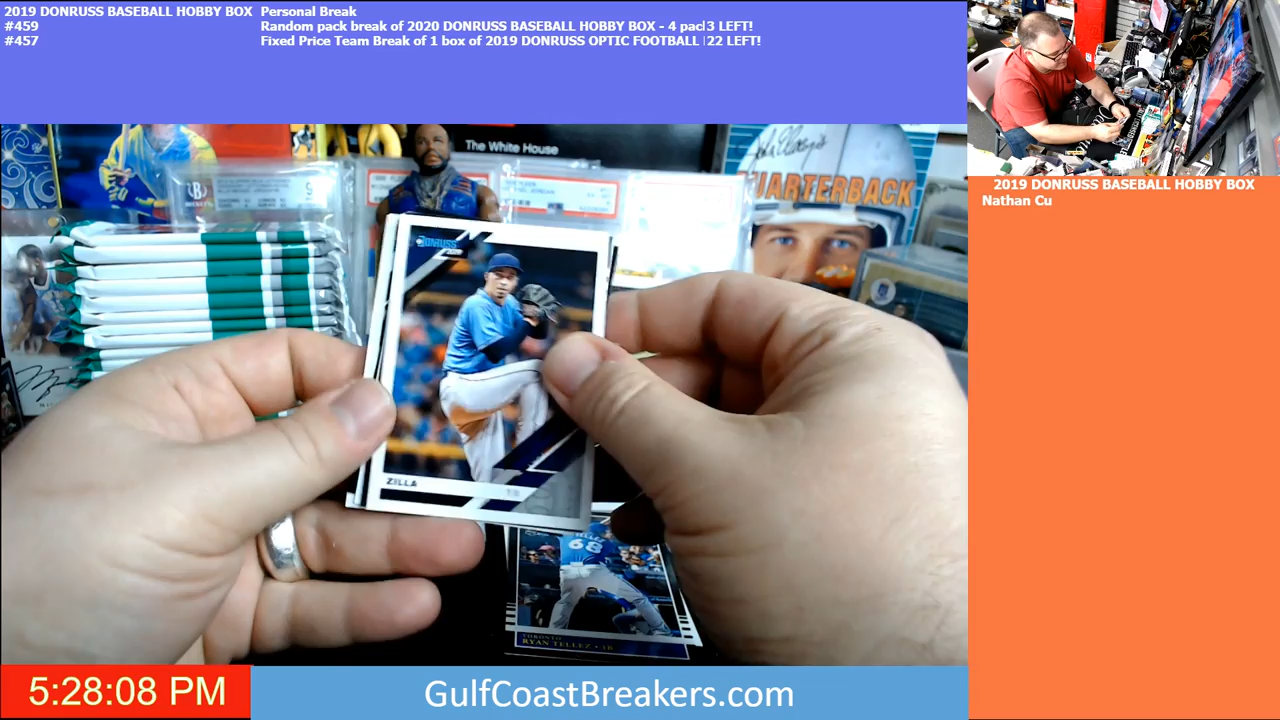 2019 DONRUSS BASEBALL HOBBY BOX Personal Break
#459 Random pack break of 2020 DONRUSS BASEBALL HOBBY BOX - 4 pac 3 LEFT!
#457 Fixed Price Team Break of 1 box of 2019 DONRUSS OPTIC FOOTBALL 22 LEFT!
2019 DONRUSS BASEBALL HOBBY BOX
Nathan Cu
The White House
QUARTERBACK
DONRUSS
ZILLA
TELLEZ
68
TORONTO
RYAN TELLEZ • 1B
5:28:08 PM
GulfCoastBreakers.com